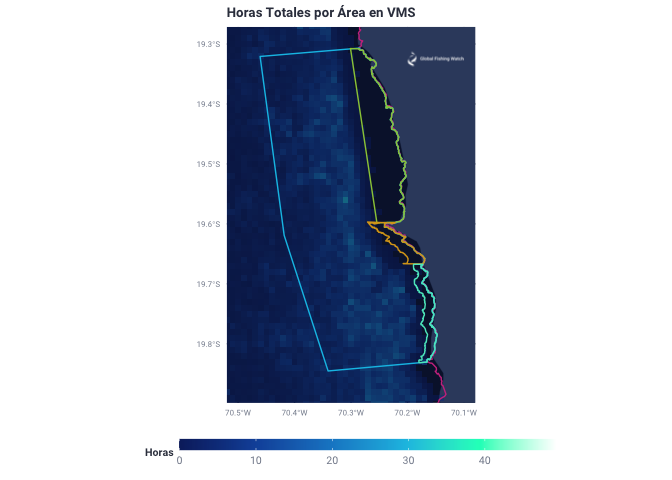 Horas Totales por Área en VMS
Global Fishing Watch
19.3°S
19.4°S
19.5°S
19.6°S
19.7°S
19.8°S
70.5°W 70.4°W 70.3°W 70.2°W 70.1°W
Horas
0 10 20 30 40